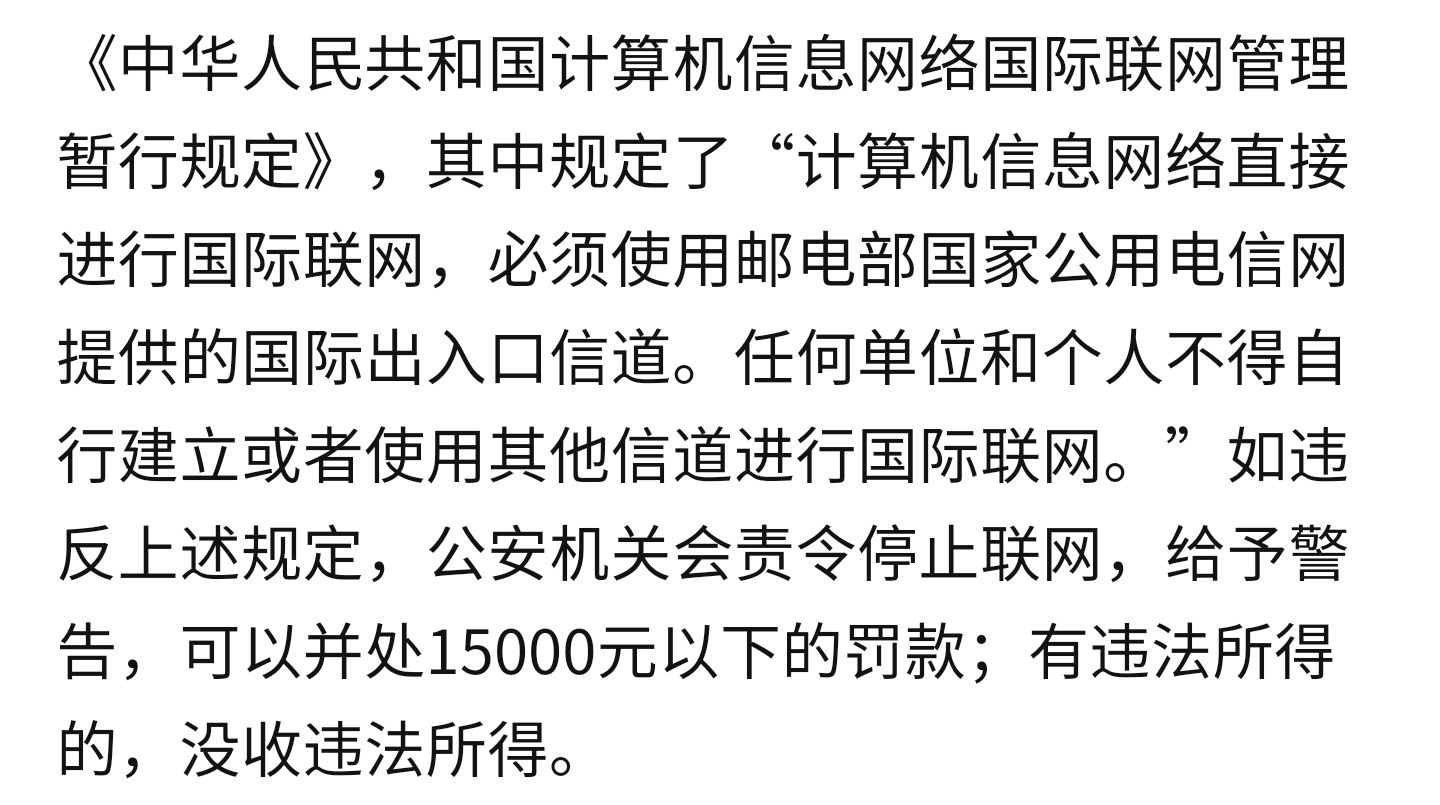 《中华人民共和国计算机信息网络国际联网管理
暂行规定》，其中规定了“计算机信息网络直接
进行国际联网，必须使用邮电部国家公用电信网
提供的国际出入口信道。任何单位和个人不得自
行建立或者使用其他信道进行国际联网。”如违
反上述规定，公安机关会责令停止联网，给予警
告，可以并处15000元以下的罚款；有违法所得
的，没收违法所得。